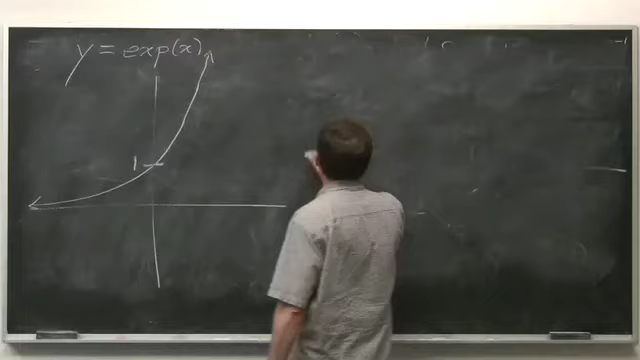 y = exp(x)
1